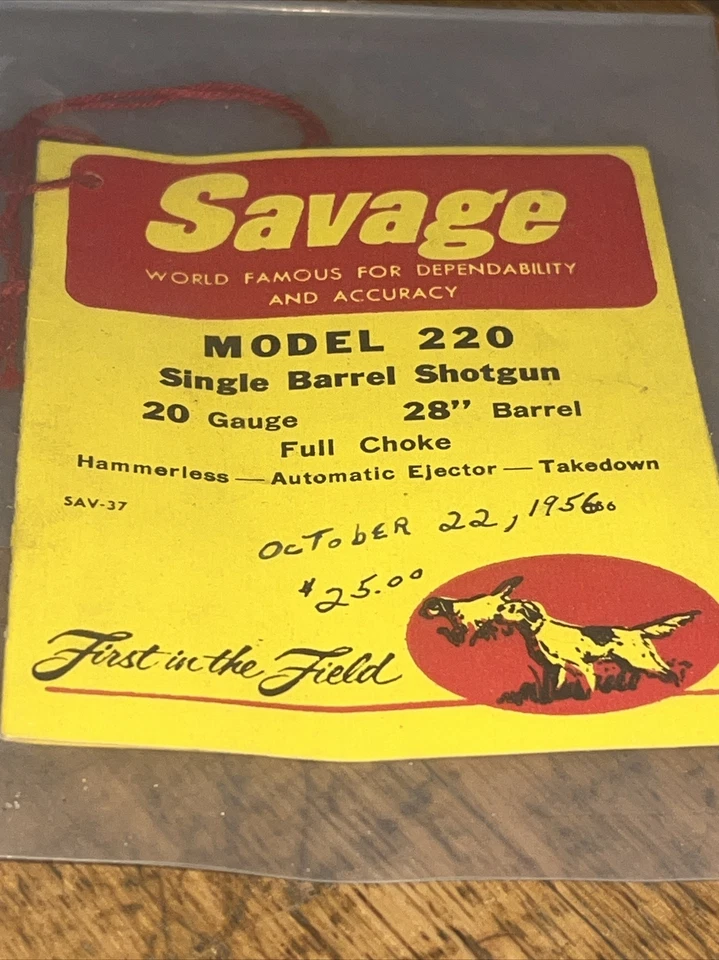 Savage
WORLD FAMOUS FOR DEPENDABILITY
AND ACCURACY
MODEL 220
Single Barrel Shotgun
20 Gauge 28" Barrel
Full Choke
Hammerless — Automatic Ejector — Takedown
SAV-37
OCTOBER 22, 1956
$25.00
First in the Field